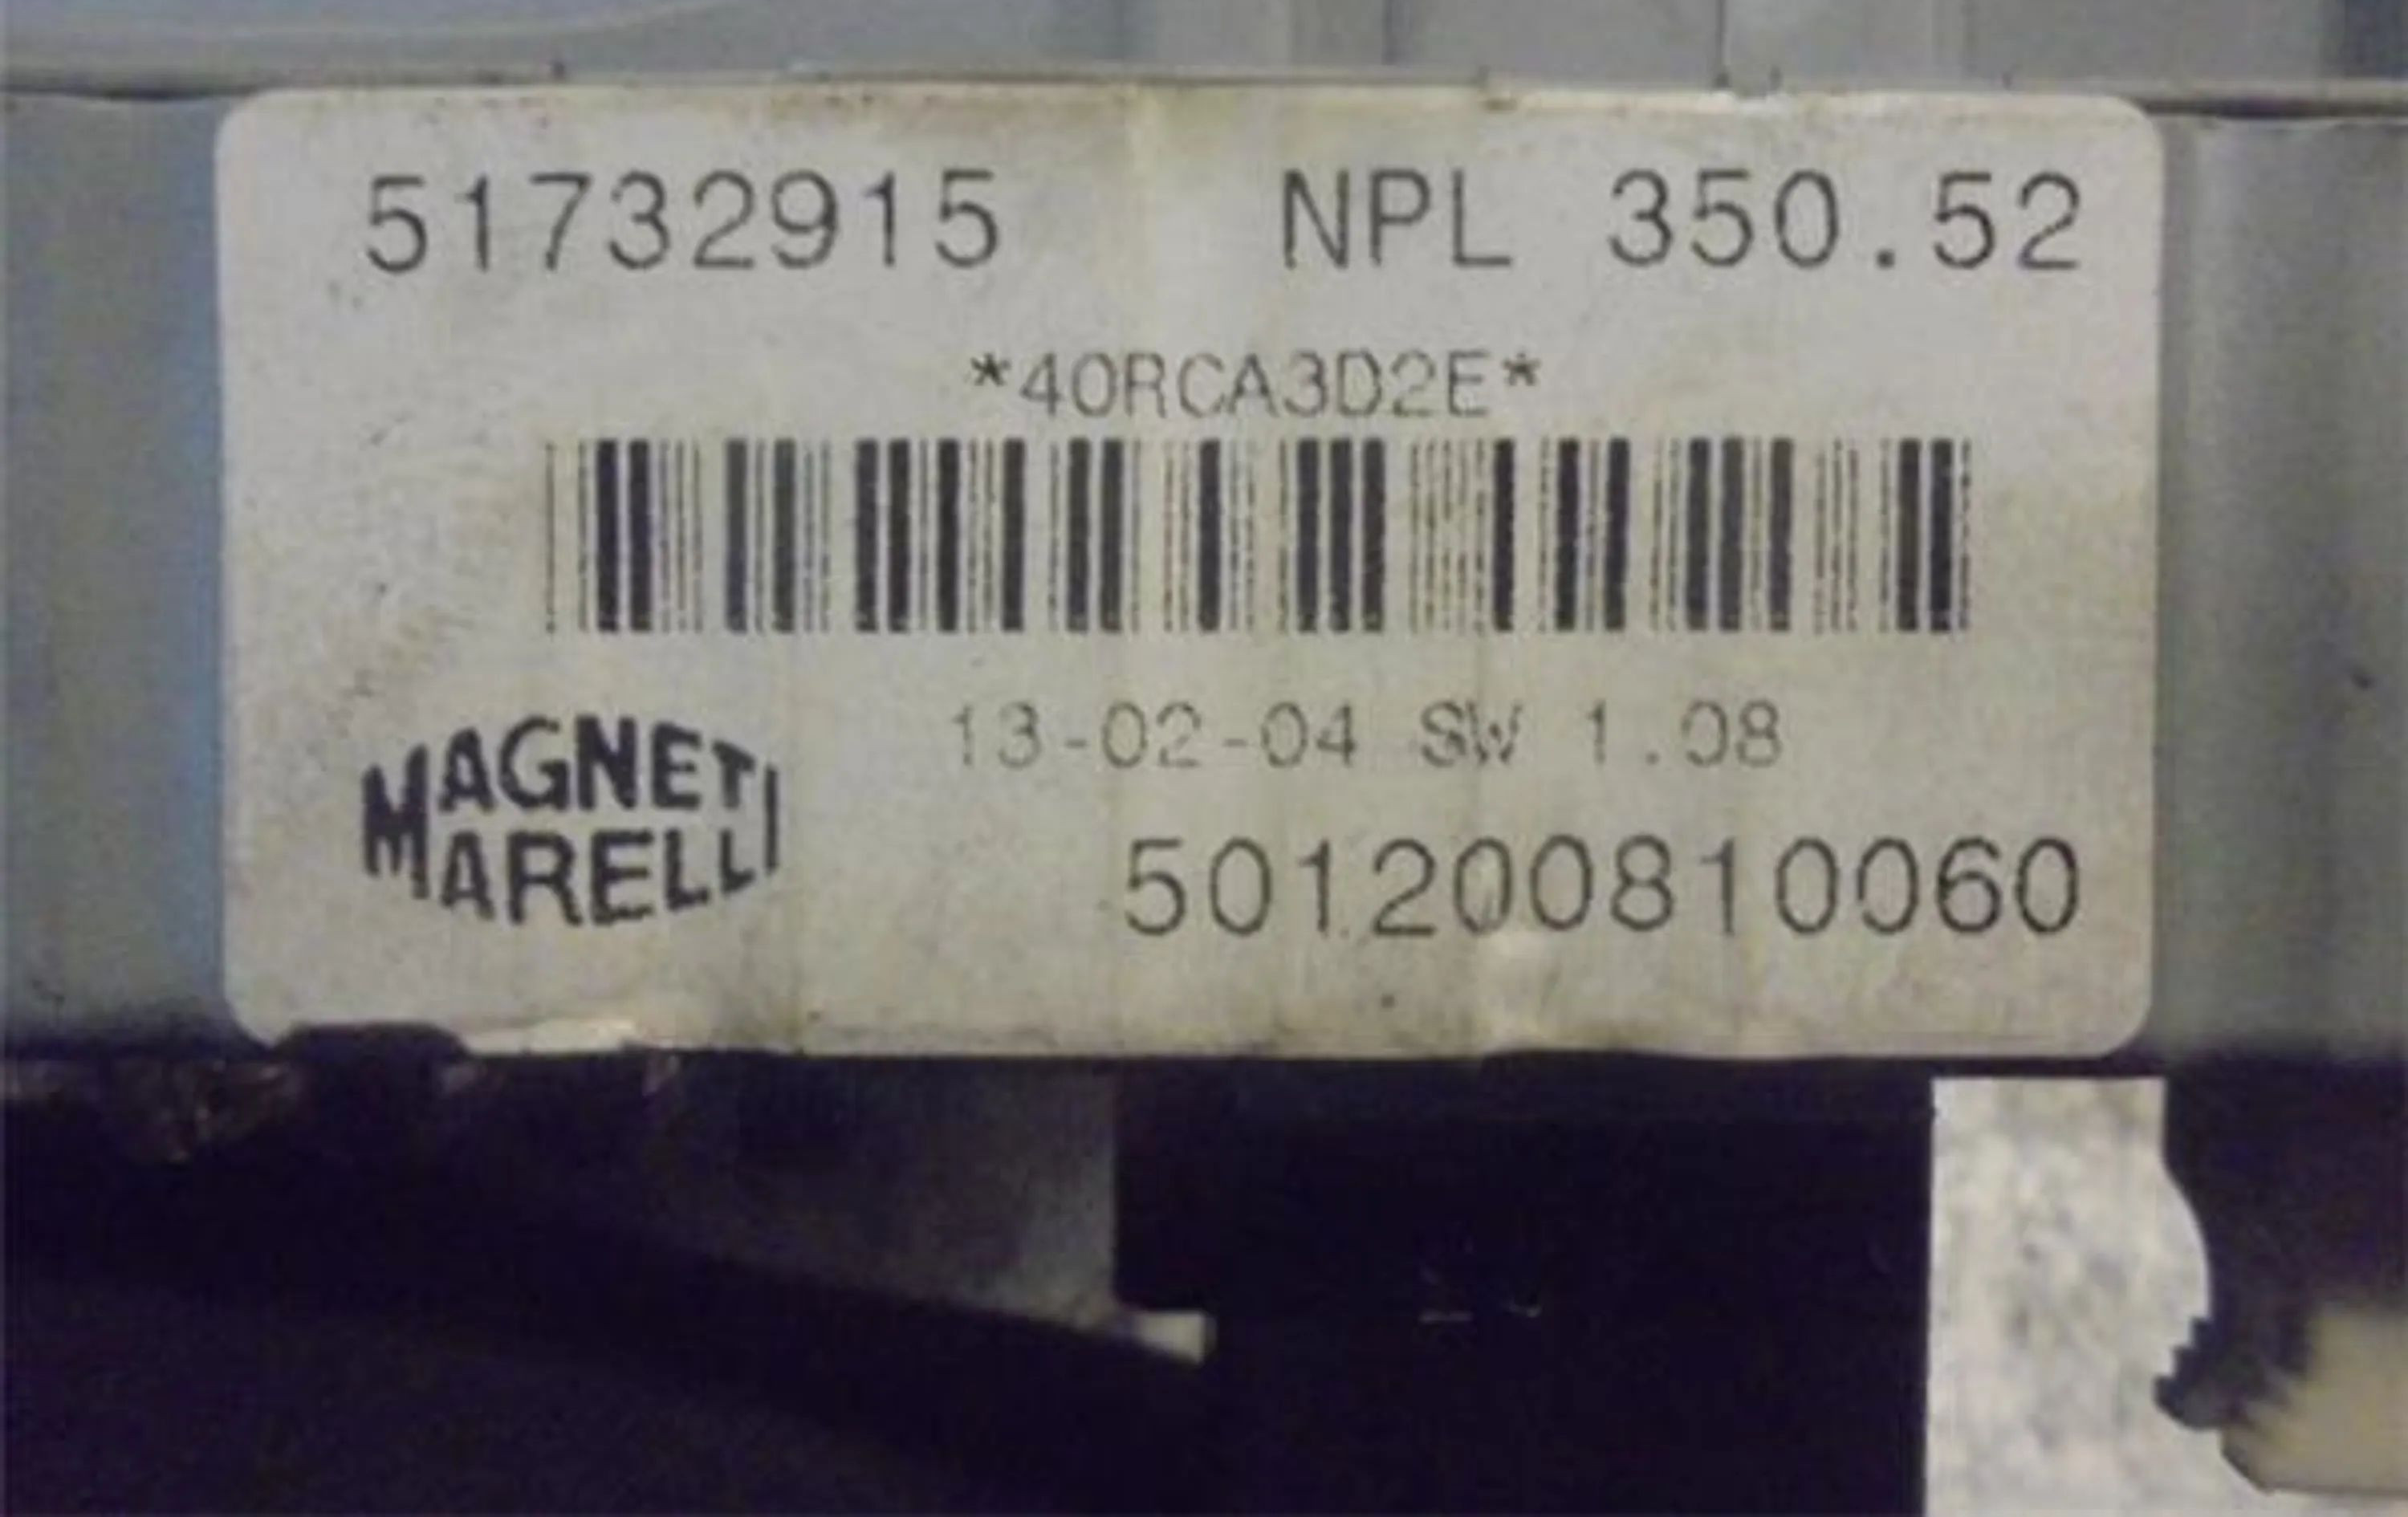 51732915 NPL 350.52
*40RCA3D2E*
13-02-04 SW 1.08
MAGNETI
MARELLI
501200810060